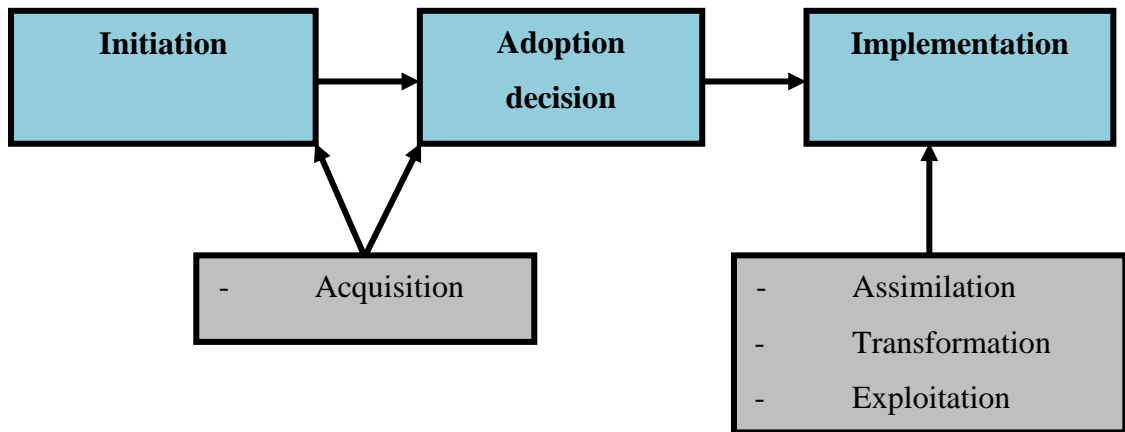 Initiation
Adoption
decision
Implementation
- Acquisition
- Assimilation
- Transformation
- Exploitation